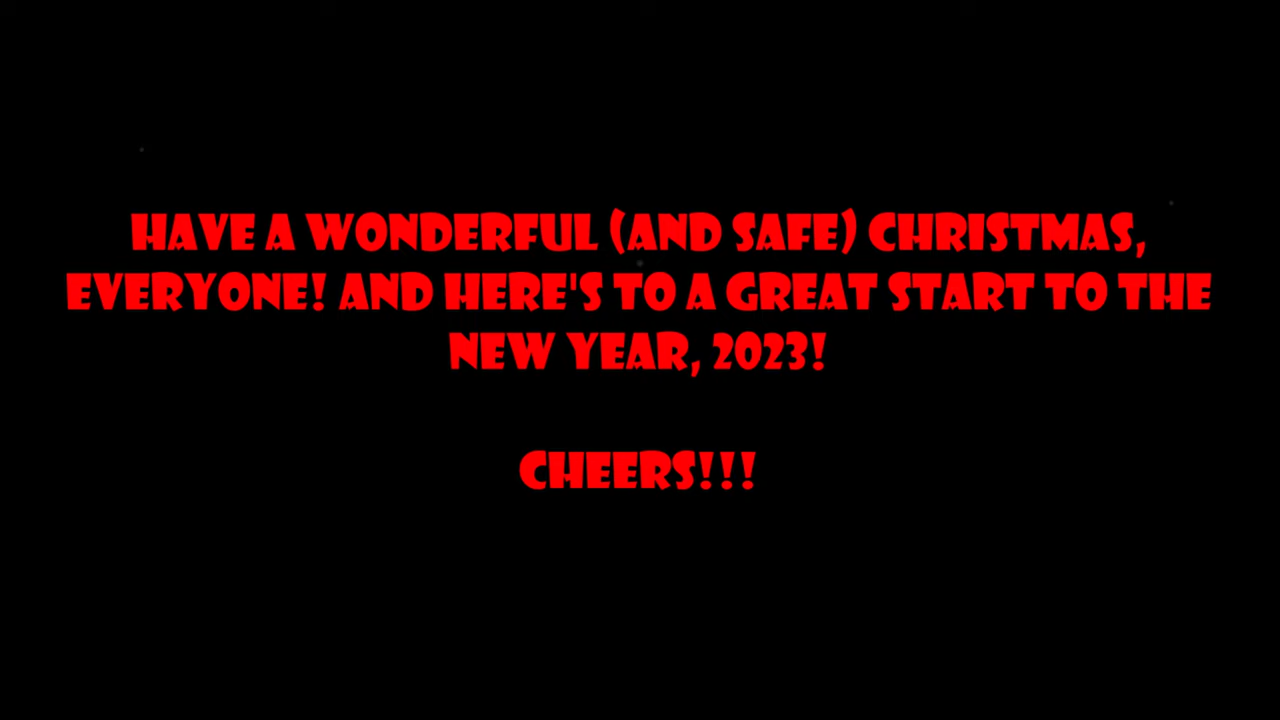 HAVE A WONDERFUL (AND SAFE) CHRISTMAS,
EVERYONE! AND HERE'S TO A GREAT START TO THE
NEW YEAR, 2023!
CHEERS!!!